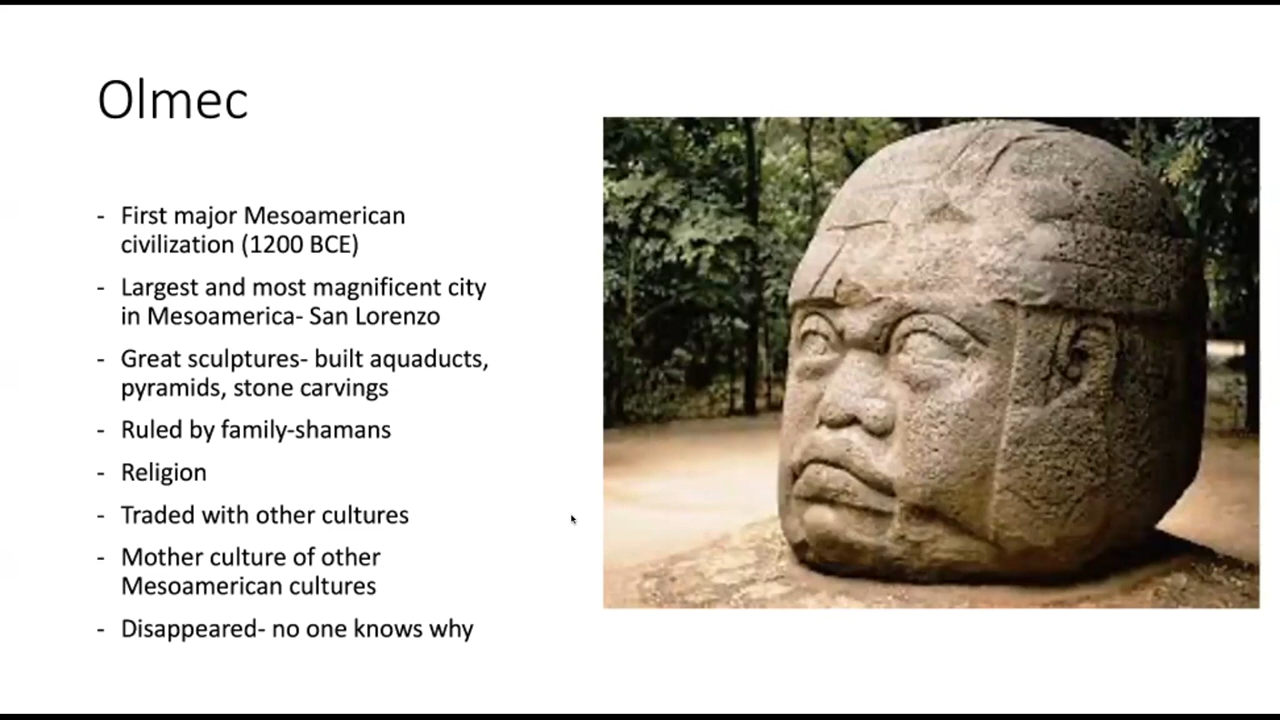 Olmec
- First major Mesoamerican
civilization (1200 BCE)
- Largest and most magnificent city
in Mesoamerica- San Lorenzo
- Great sculptures- built aquaducts,
pyramids, stone carvings
- Ruled by family-shamans
- Religion
- Traded with other cultures
- Mother culture of other
Mesoamerican cultures
- Disappeared- no one knows why